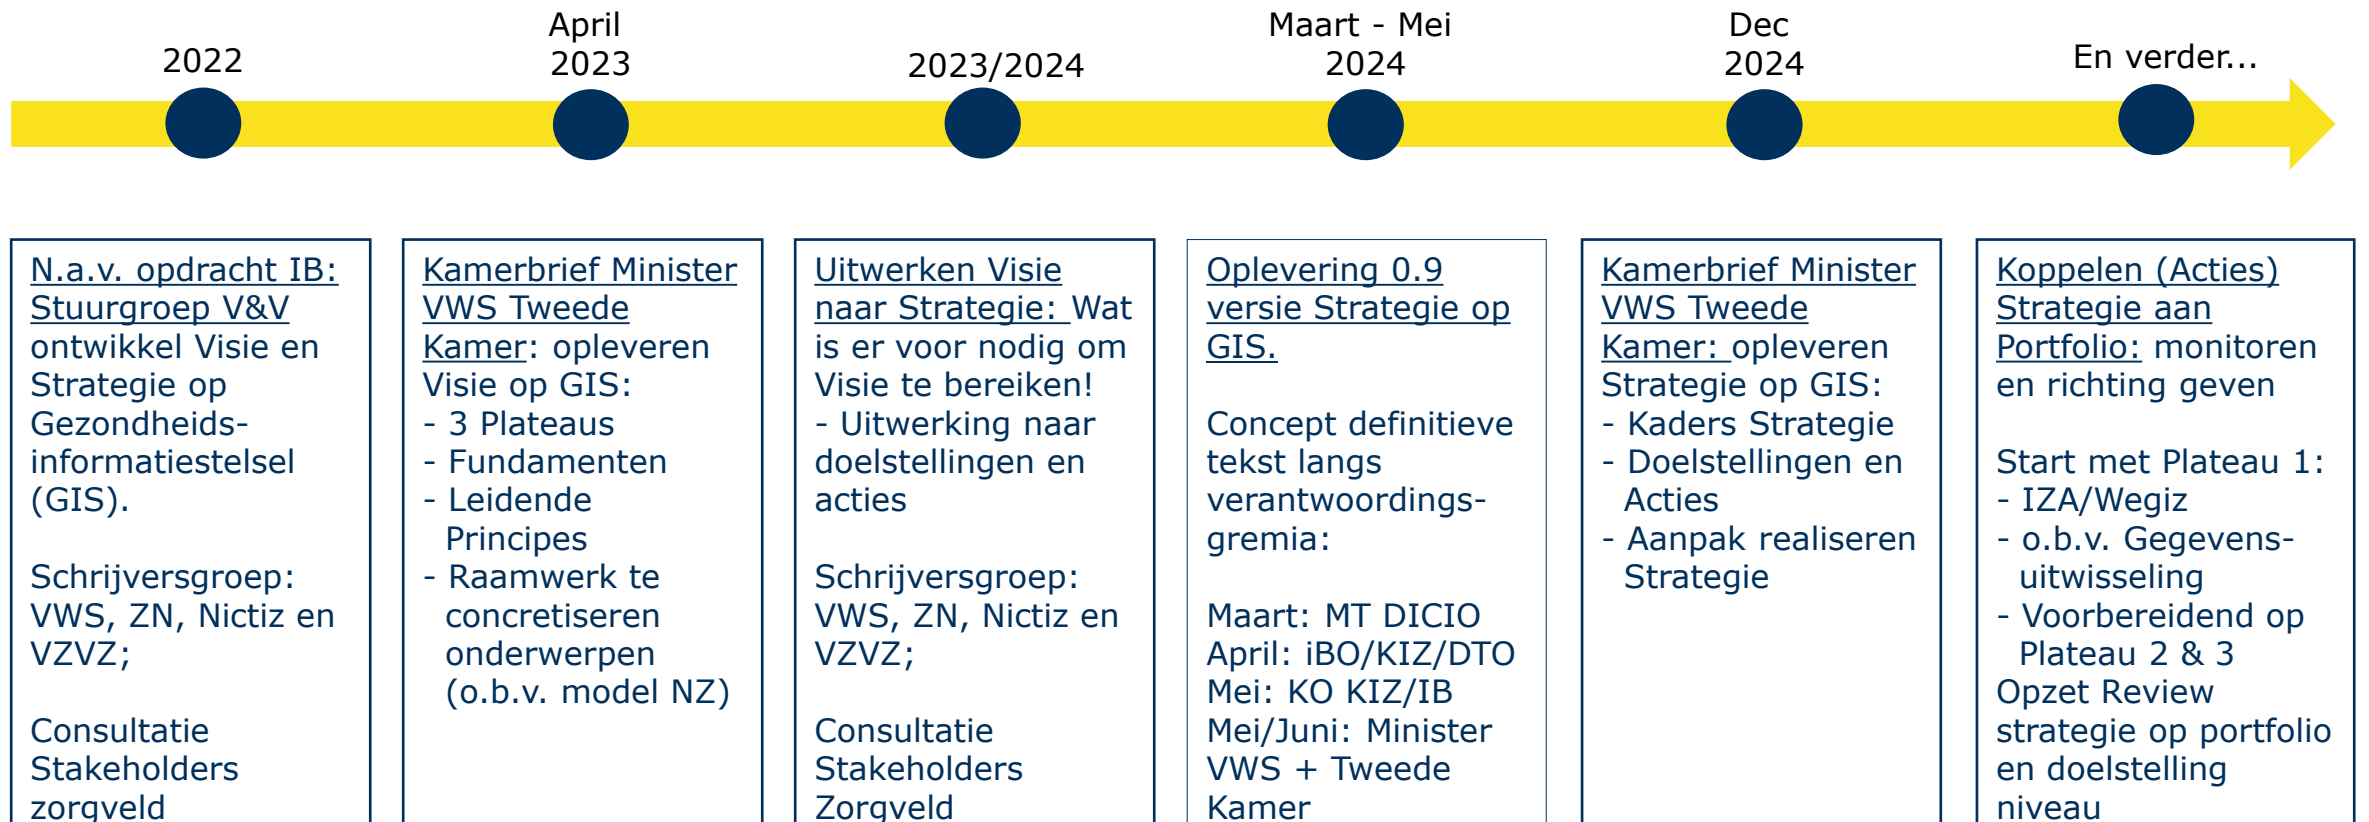 2022
April
2023
2023/2024
Maart - Mei
2024
Dec
2024
En verder...
N.a.v. opdracht IB:
Stuurgroep V&V
ontwikkel Visie en
Strategie op
Gezondheids-
informatiestelsel
(GIS).
Schrijversgroep:
VWS, ZN, Nictiz en
VZVZ;
Consultatie
Stakeholders
zorgveld
Kamerbrief Minister
VWS Tweede
Kamer: opleveren
Visie op GIS:
- 3 Plateaus
- Fundamenten
- Leidende
Principes
- Raamwerk te
concretiseren
onderwerpen
(o.b.v. model NZ)
Uitwerken Visie
naar Strategie: Wat
is er voor nodig om
Visie te bereiken!
- Uitwerking naar
doelstellingen en
acties
Schrijversgroep:
VWS, ZN, Nictiz en
VZVZ;
Consultatie
Stakeholders
Zorgveld
Oplevering 0.9
versie Strategie op
GIS.
Concept definitieve
tekst langs
verantwoordings-
gremia:
Maart: MT DICIO
April: iBO/KIZ/DTO
Mei: KO KIZ/IB
Mei/Juni: Minister
VWS + Tweede
Kamer
Kamerbrief Minister
VWS Tweede
Kamer: opleveren
Strategie op GIS:
- Kaders Strategie
- Doelstellingen en
Acties
- Aanpak realiseren
Strategie
Koppelen (Acties)
Strategie aan
Portfolio: monitoren
en richting geven
Start met Plateau 1:
- IZA/Wegiz
- o.b.v. Gegevens-
uitwisseling
- Voorbereidend op
Plateau 2 & 3
Opzet Review
strategie op portfolio
en doelstelling
niveau